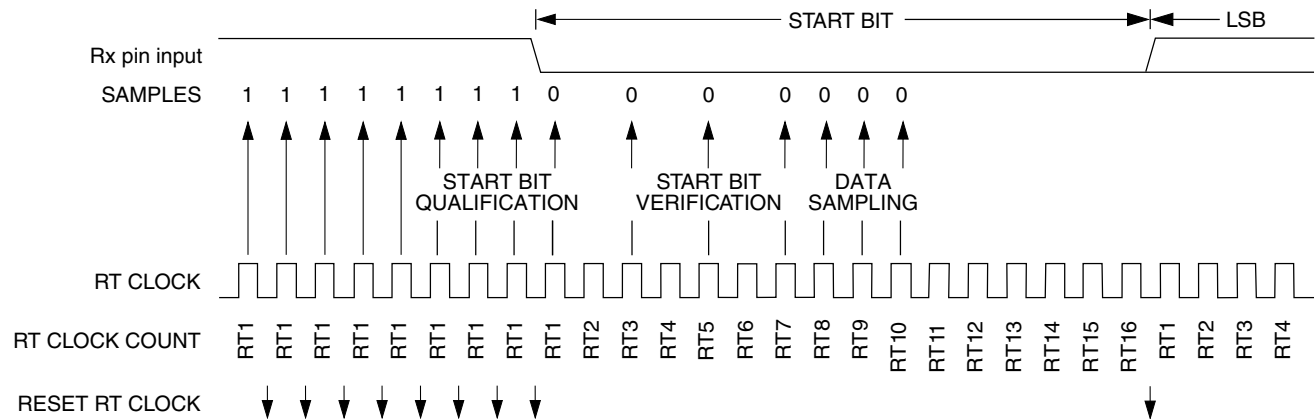 START BIT LSB
Rx pin input
SAMPLES 1 1 1 1 1 1 1 1 0 0 0 0 0 0 0
START BIT QUALIFICATION START BIT VERIFICATION DATA SAMPLING
RT CLOCK
RT CLOCK COUNT RT1 RT1 RT1 RT1 RT1 RT1 RT1 RT1 RT1 RT2 RT3 RT4 RT5 RT6 RT7 RT8 RT9 RT10 RT11 RT12 RT13 RT14 RT15 RT16 RT1 RT2 RT3 RT4
RESET RT CLOCK